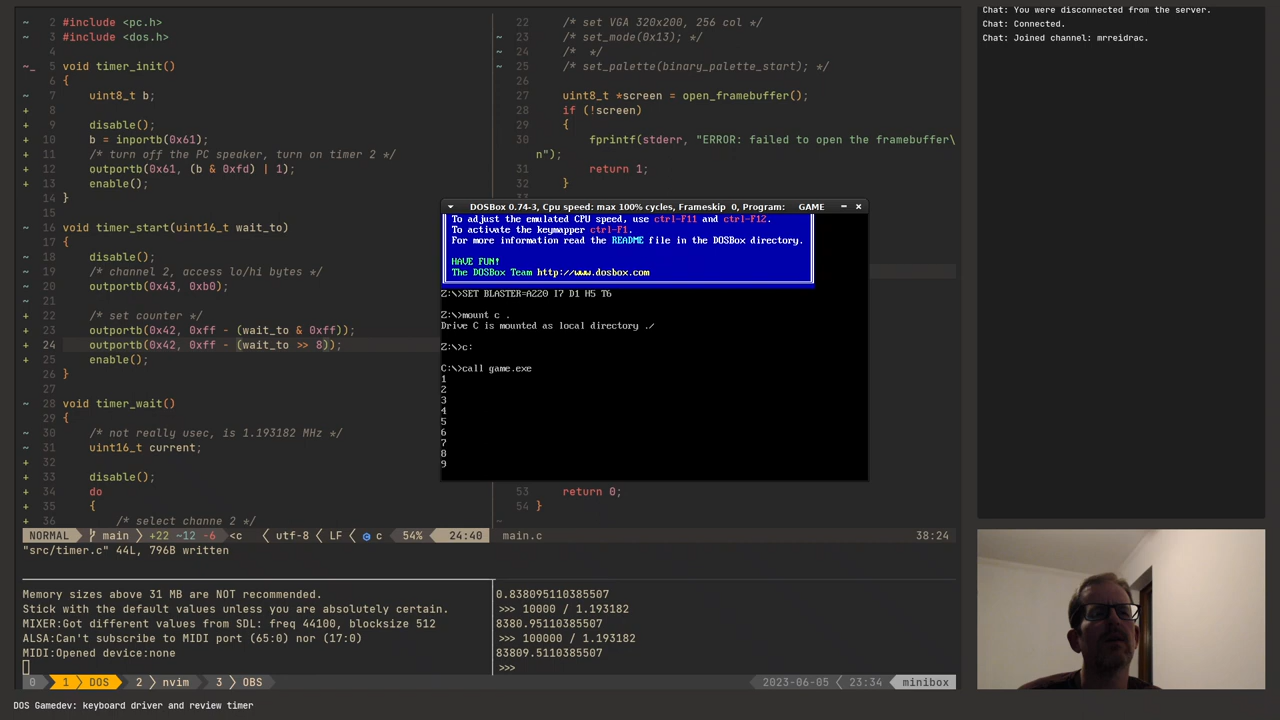 ~   2 #include <pc.h>
~   3 #include <dos.h>
4
~_  5 void timer_init()
6 {
~   7     uint8_t b;
+   8
+   9     disable();
+  10     b = inportb(0x61);
+  11     /* turn off the PC speaker, turn on timer 2 */
+  12     outportb(0x61, (b & 0xfd) | 1);
+  13     enable();
14 }
15
~  16 void timer_start(uint16_t wait_to)
17 {
~  18     disable();
~  19     /* channel 2, access lo/hi bytes */
~  20     outportb(0x43, 0xb0);
~  21
~  22     /* set counter */
+  23     outportb(0x42, 0xff - (wait_to & 0xff));
+  24     outportb(0x42, 0xff - (wait_to >> 8));
+  25     enable();
26 }
27
~  28 void timer_wait()
29 {
~  30     /* not really usec, is 1.193182 MHz */
~  31     uint16_t current;
+  32
+  33     disable();
+  34     do
+  35     {
+  36         /* select channe 2 */
NORMAL main +22 ~12 -6 <c utf-8 LF c 54% 24:40
"src/timer.c" 44L, 796B written
22     /* set VGA 320x200, 256 col */
~  23     /* set_mode(0x13); */
~  24     /*  */
~  25     /* set_palette(binary_palette_start); */
26
27     uint8_t *screen = open_framebuffer();
28     if (!screen)
29     {
30         fprintf(stderr, "ERROR: failed to open the framebuffer\
n");
31         return 1;
32     }
53     return 0;
54 }
~
main.c 38:24
DOSBox 0.74-3, Cpu speed: max 100% cycles, Frameskip  0, Program:    GAME
To adjust the emulated CPU speed, use ctrl-F11 and ctrl-F12.
To activate the keymapper ctrl-F1.
For more information read the README file in the DOSBox directory.
HAVE FUN!
The DOSBox Team http://www.dosbox.com
Z:\>SET BLASTER=A220 I7 D1 H5 T6
Z:\>mount c .
Drive C is mounted as local directory ./
Z:\>c:
C:\>call game.exe
1
2
3
4
5
6
7
8
9
Memory sizes above 31 MB are NOT recommended.
Stick with the default values unless you are absolutely certain.
MIXER:Got different values from SDL: freq 44100, blocksize 512
ALSA:Can't subscribe to MIDI port (65:0) nor (17:0)
MIDI:Opened device:none
0.838095110385507
>>> 10000 / 1.193182
8380.95110385507
>>> 100000 / 1.193182
83809.5110385507
>>>
0 1 DOS 2 nvim 3 OBS 2023-06-05 23:34 minibox
DOS Gamedev: keyboard driver and review timer
Chat: You were disconnected from the server.
Chat: Connected.
Chat: Joined channel: mrreidrac.